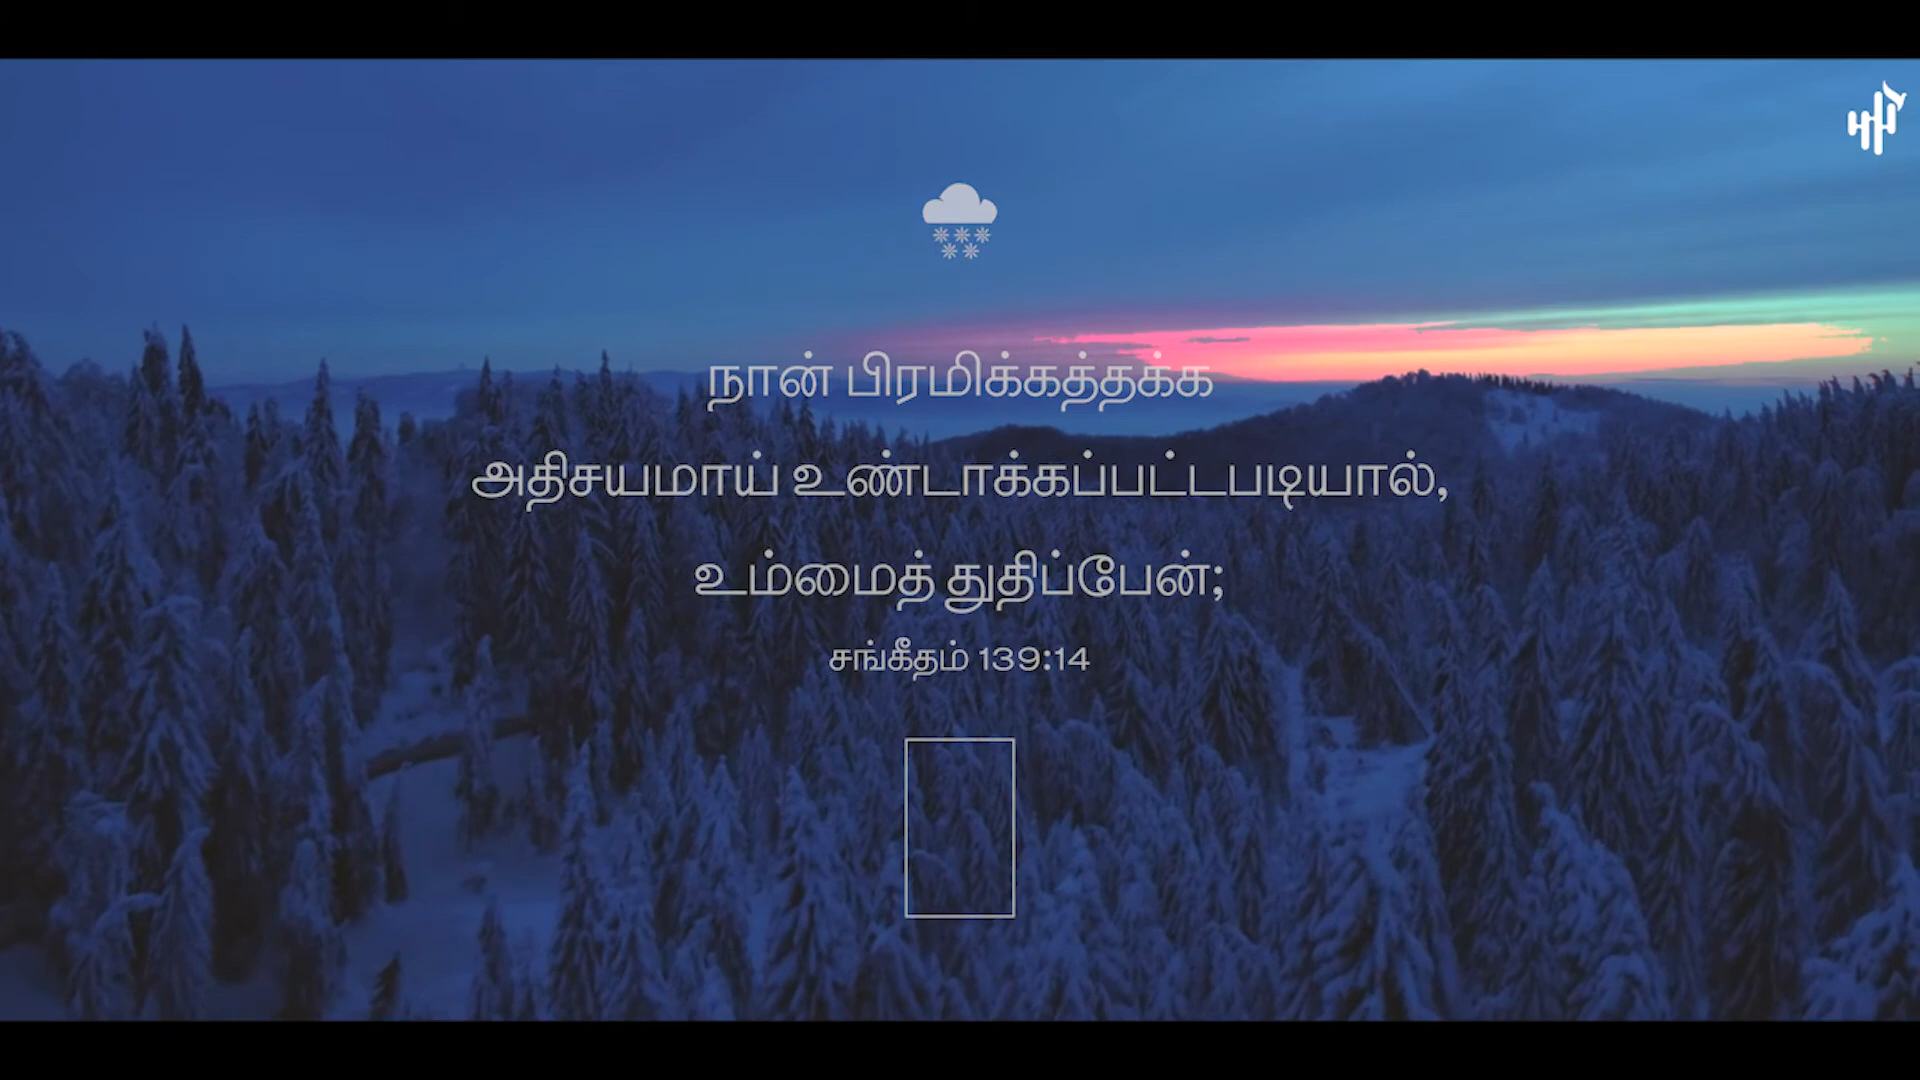 நான் பிரமிக்கத்தக்க
அதிசயமாய் உண்டாக்கப்பட்டபடியால்,
உம்மைத் துதிப்பேன்;
சங்கீதம் 139:14